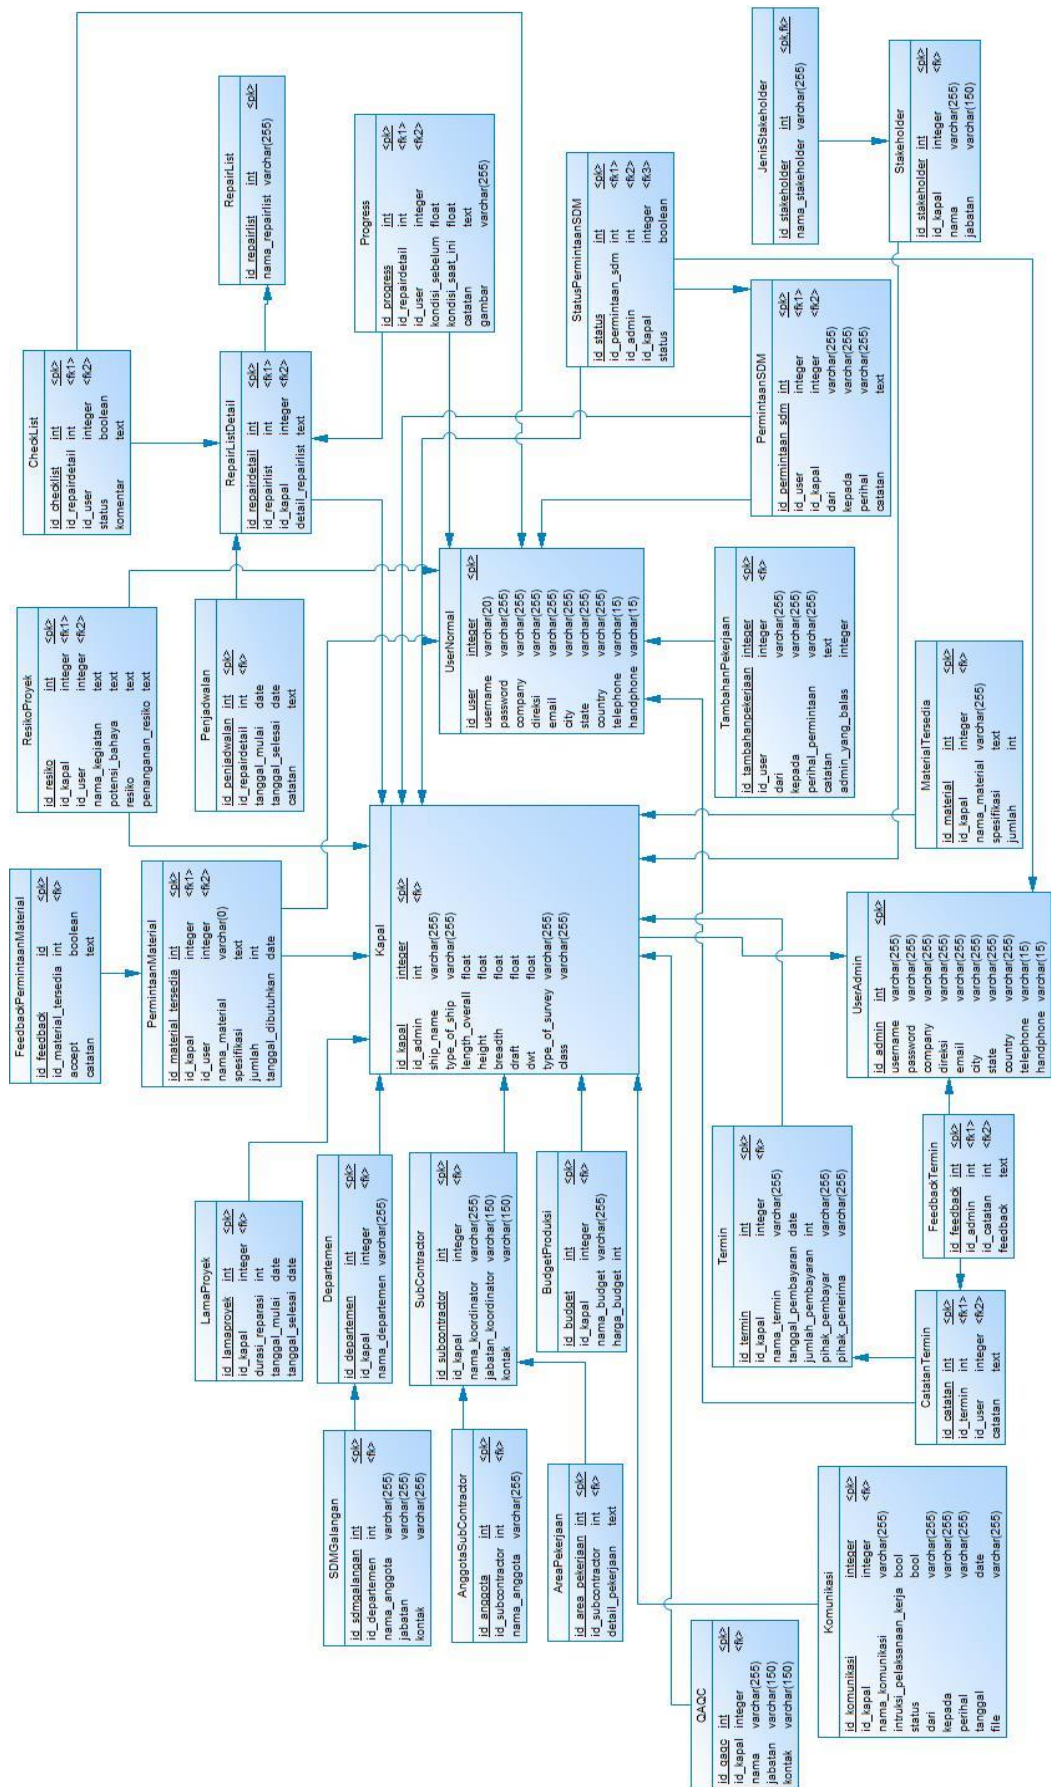 FeedbackPermintaanMaterial
id_feedback id <pk>
id_material_tersedia int <fk>
accept boolean
catatan text
ResikoProyek
id_resiko int <pk>
id_kapal integer <fk1>
id_user integer <fk2>
nama_kegiatan text
potensi_bahaya text
resiko text
penanganan_resiko text
CheckList
id_checklist int <pk>
id_repairdetail int <fk1>
id_user integer <fk2>
status boolean
komentar text
PermintaanMaterial
id_material_tersedia int <pk>
id_kapal integer <fk1>
id_user integer <fk2>
nama_material varchar(0)
spesifikasi text
jumlah int
tanggal_dibutuhkan date
LamaProyek
id_lamaproyek int <pk>
id_kapal integer <fk>
durasi_reparasi int
tanggal_mulai date
tanggal_selesai date
Penjadwalan
id_penjadwalan int <pk>
id_repairdetail int <fk>
tanggal_mulai date
tanggal_selesai date
catatan text
RepairListDetail
id_repairdetail int <pk>
id_repairlist int <fk1>
id_kapal integer <fk2>
detail_repairlist text
RepairList
id_repairlist int <pk>
nama_repairlist varchar(255)
SDMGalangan
id_sdmgalangan int <pk>
id_departemen int <fk>
nama_anggota varchar(255)
jabatan varchar(255)
kontak varchar(255)
Departemen
id_departemen int <pk>
id_kapal integer <fk>
nama_departemen varchar(255)
Progress
id_progress int <pk>
id_repairdetail int <fk1>
id_user integer <fk2>
kondisi_sebelum float
kondisi_saat_ini float
catatan text
gambar varchar(255)
Kapal
id_kapal integer <pk>
id_admin int <fk>
ship_name varchar(255)
type_of_ship varchar(255)
length_overall float
height float
breadth float
draft float
dwt float
type_of_survey varchar(255)
class varchar(255)
UserNormal
id_user integer <pk>
username varchar(20)
password varchar(255)
company varchar(255)
direksi varchar(255)
email varchar(255)
city varchar(255)
state varchar(255)
country varchar(255)
telephone varchar(15)
handphone varchar(15)
AnggotaSubContractor
id_anggota int <pk>
id_subcontractor int <fk>
nama_anggota varchar(255)
SubContractor
id_subcontractor int <pk>
id_kapal integer <fk>
nama_koordinator varchar(255)
jabatan_koordinator varchar(150)
kontak varchar(150)
AreaPekerjaan
id_area_pekerjaan int <pk>
id_subcontractor int <fk>
detail_pekerjaan text
BudgetProduksi
id_budget int <pk>
id_kapal integer <fk>
nama_budget varchar(255)
harga_budget int
StatusPermintaanSDM
id_status int <pk>
id_permintaan_sdm int <fk1>
id_admin int <fk2>
id_kapal integer <fk3>
status boolean
QAQC
id_qaqc int <pk>
id_kapal integer <fk>
nama varchar(255)
jabatan varchar(150)
kontak varchar(150)
Termin
id_termin int <pk>
id_kapal integer <fk>
nama_termin varchar(255)
tanggal_pembayaran date
jumlah_pembayaran int
pihak_pembayar varchar(255)
pihak_penerima varchar(255)
TambahanPekerjaan
id_tambahanpekerjaan integer <pk>
id_user integer <fk>
dari varchar(255)
kepada varchar(255)
perihal_permintaan varchar(255)
catatan text
admin_yang_balas integer
PermintaanSDM
id_permintaan_sdm int <pk>
id_user integer <fk1>
id_kapal integer <fk2>
dari varchar(255)
kepada varchar(255)
perihal varchar(255)
catatan text
JenisStakeholder
id_stakeholder int <pk,fk>
nama_stakeholder varchar(255)
Komunikasi
id_komunikasi integer <pk>
id_kapal integer <fk>
nama_komunikasi varchar(255)
intruksi_pelaksanaan_kerja bool
status bool
dari varchar(255)
kepada varchar(255)
perihal varchar(255)
tanggal date
file varchar(255)
CatatanTermin
id_catatan int <pk>
id_termin int <fk1>
id_user integer <fk2>
catatan text
FeedbackTermin
id_feedback int <pk>
id_admin int <fk1>
id_catatan int <fk2>
feedback text
UserAdmin
id_admin int <pk>
username varchar(255)
password varchar(255)
company varchar(255)
direksi varchar(255)
email varchar(255)
city varchar(255)
state varchar(255)
country varchar(255)
telephone varchar(15)
handphone varchar(15)
MaterialTersedia
id_material int <pk>
id_kapal integer <fk>
nama_material varchar(255)
spesifikasi text
jumlah int
Stakeholder
id_stakeholder int <pk>
id_kapal integer <fk>
nama varchar(255)
jabatan varchar(150)